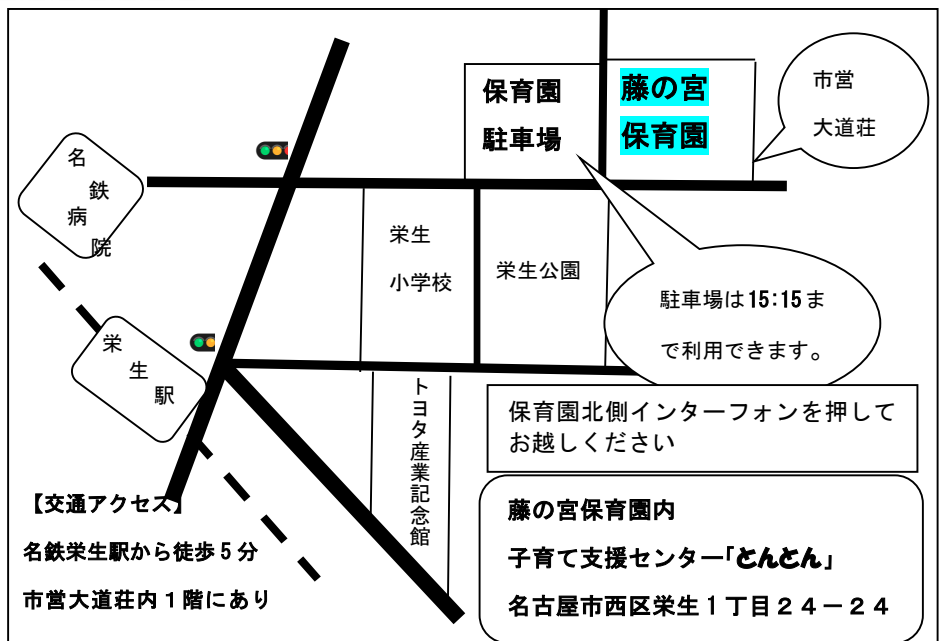 保育園
駐車場
藤の宮
保育園
市営
大道荘
名鉄病院
栄生
小学校
栄生公園
駐車場は15:15ま
で利用できます。
栄生駅
トヨタ産業記念館
保育園北側インターフォンを押して
お越しください
【交通アクセス】
名鉄栄生駅から徒歩5分
市営大道荘内1階にあり
藤の宮保育園内
子育て支援センター「とんとん」
名古屋市西区栄生1丁目24-24